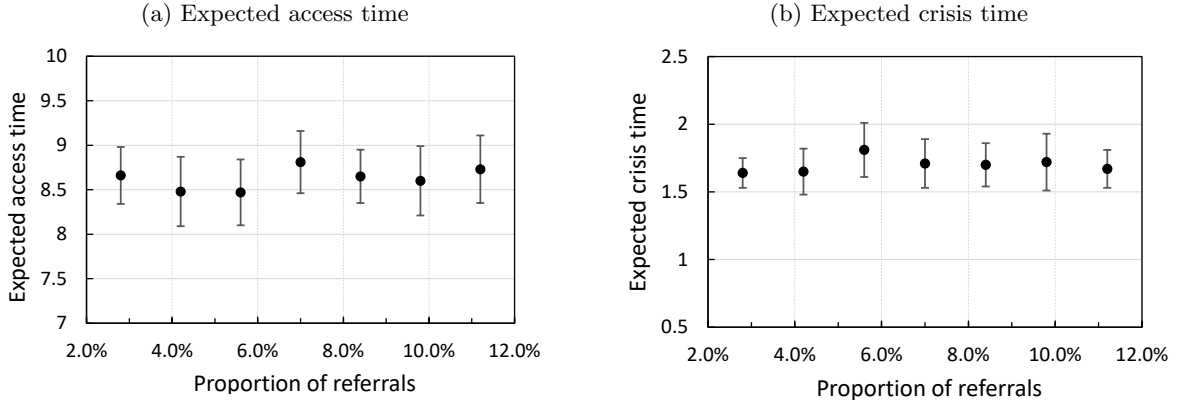 (a) Expected access time
10
9.5
9
8.5
8
7.5
7
Expected access time
2.0% 4.0% 6.0% 8.0% 10.0% 12.0%
Proportion of referrals
(b) Expected crisis time
2.5
2
1.5
1
0.5
Expected crisis time
2.0% 4.0% 6.0% 8.0% 10.0% 12.0%
Proportion of referrals